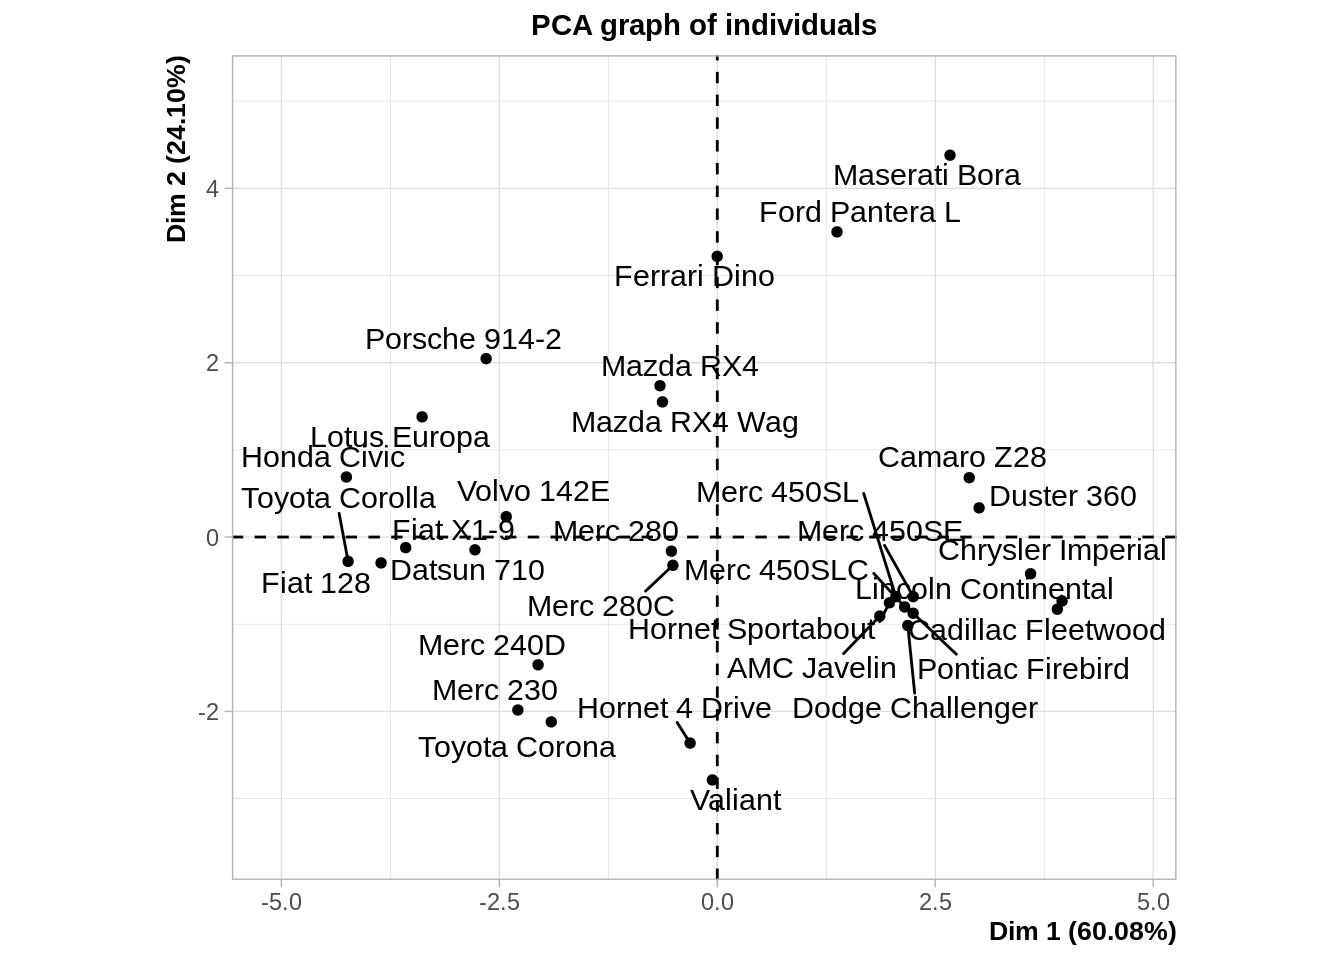 PCA graph of individuals
Dim 2 (24.10%)
Maserati Bora
4
Ford Pantera L
Ferrari Dino
Porsche 914-2
2
Mazda RX4
Mazda RX4 Wag
Lotus Europa
Honda Civic
Camaro Z28
Toyota Corolla
Volvo 142E
Merc 450SL
Duster 360
Fiat X1-9
Merc 280
Merc 450SE
0
Chrysler Imperial
Fiat 128
Datsun 710
Merc 450SLC
Lincoln Continental
Merc 280C
Hornet Sportabout
Cadillac Fleetwood
Merc 240D
AMC Javelin
Pontiac Firebird
Merc 230
-2
Hornet 4 Drive
Dodge Challenger
Toyota Corona
Valiant
-5.0
-2.5
0.0
2.5
5.0
Dim 1 (60.08%)